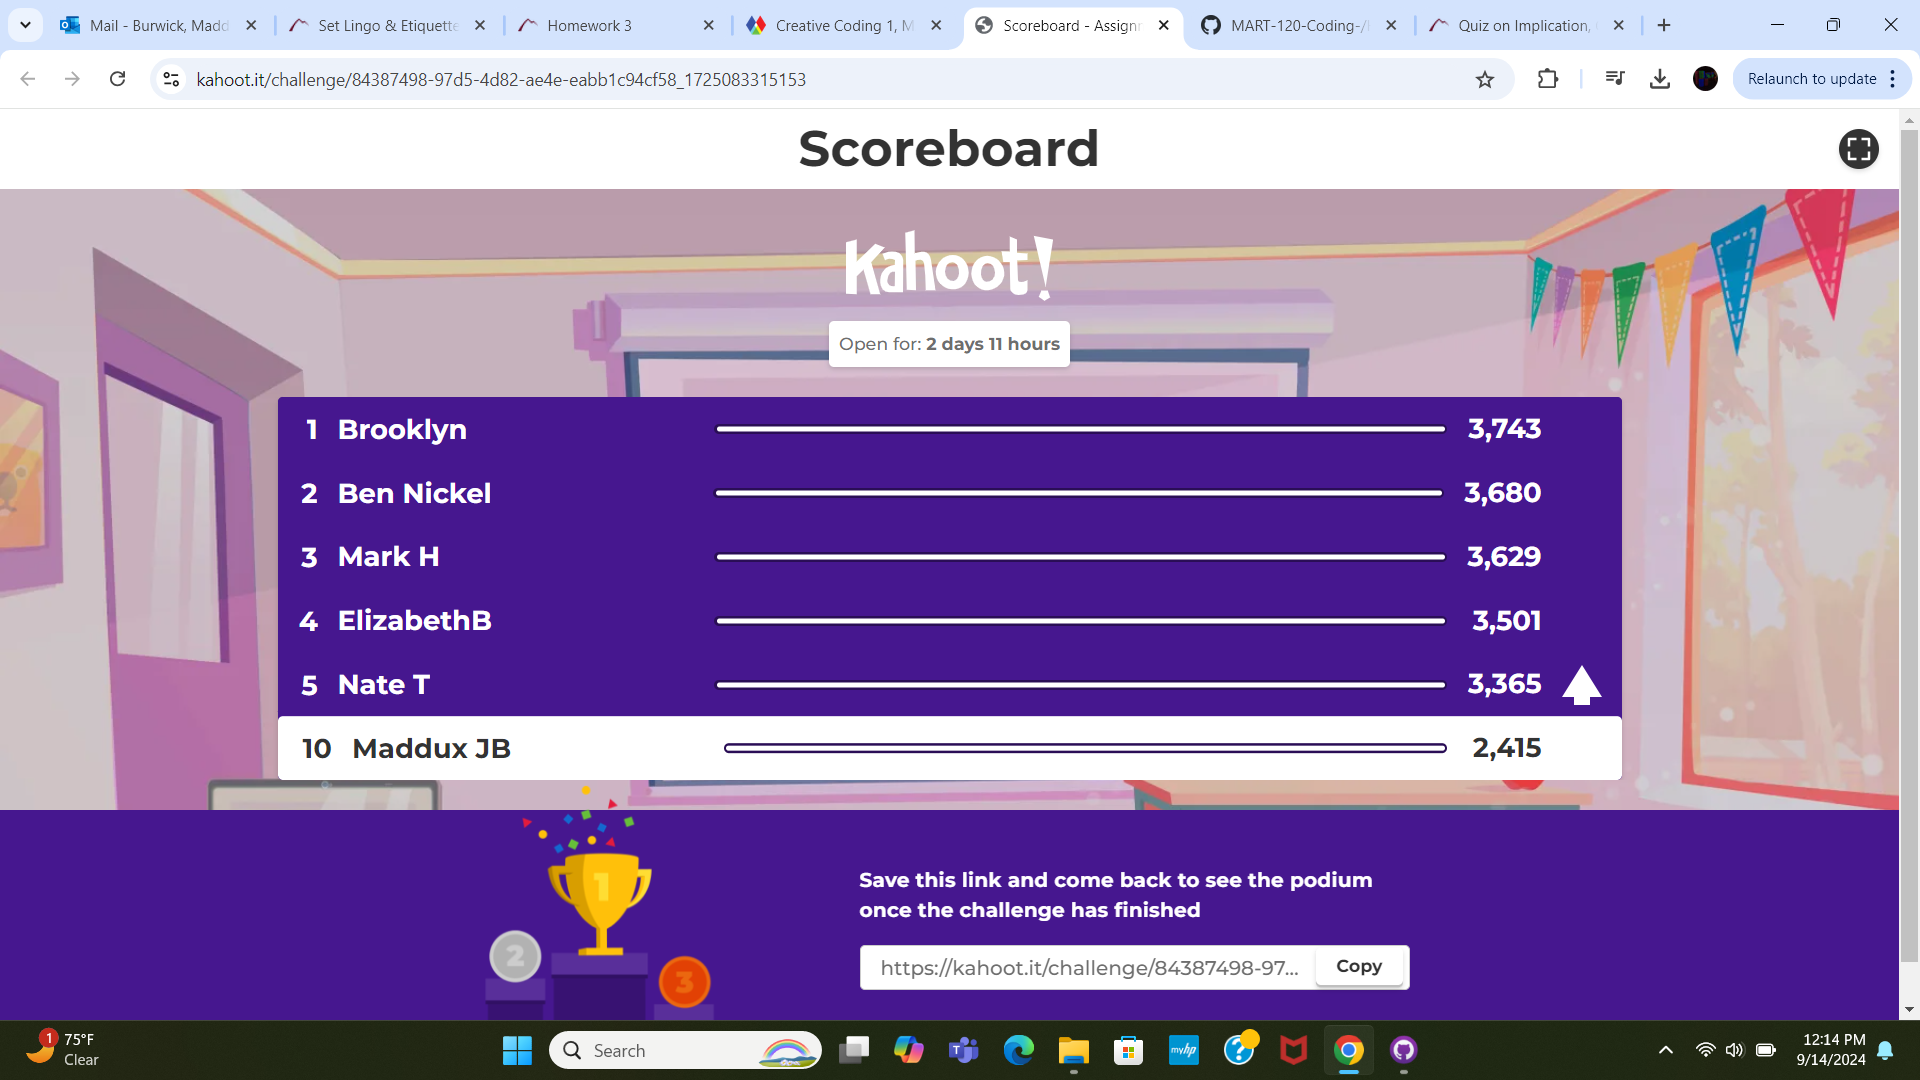 Mail - Burwick, Madd
Set Lingo & Etiquette
Homework 3
Creative Coding 1, M
Scoreboard - Assignm
MART-120-Coding-/
Quiz on Implication,
kahoot.it/challenge/84387498-97d5-4d82-ae4e-eabb1c94cf58_1725083315153
Relaunch to update
Scoreboard
Kahoot!
Open for: 2 days 11 hours
1 Brooklyn 3,743
2 Ben Nickel 3,680
3 Mark H 3,629
4 ElizabethB 3,501
5 Nate T 3,365
10 Maddux JB 2,415
1
2
3
Save this link and come back to see the podium
once the challenge has finished
https://kahoot.it/challenge/84387498-97... Copy
1
75°F
Clear
Search
myhp
12:14 PM
9/14/2024